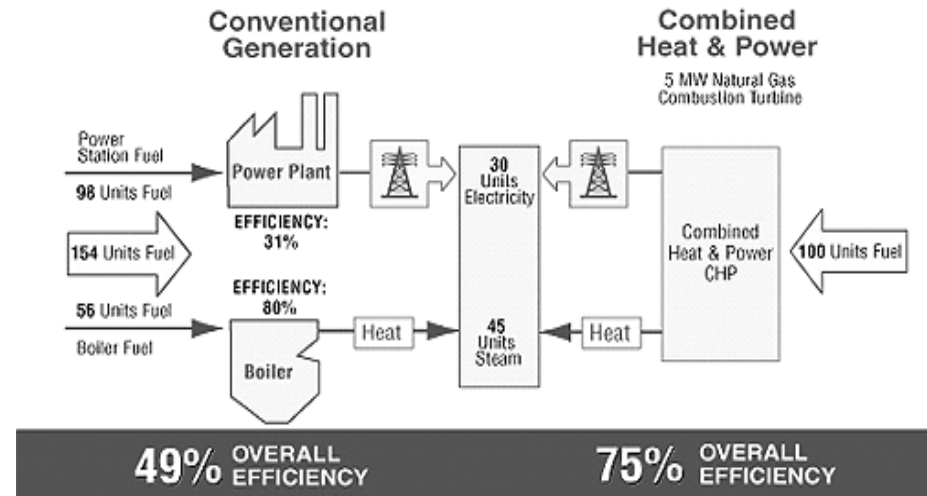 Conventional
Generation
Combined
Heat & Power
5 MW Natural Gas
Combustion Turbine
Power
Station Fuel
98 Units Fuel
Power Plant
EFFICIENCY:
31%
30
Units
Electricity
154 Units Fuel
Combined
Heat & Power
CHP
100 Units Fuel
EFFICIENCY:
80%
56 Units Fuel
Boiler Fuel
Boiler
Heat
45
Units
Steam
Heat
49% OVERALL
EFFICIENCY
75% OVERALL
EFFICIENCY